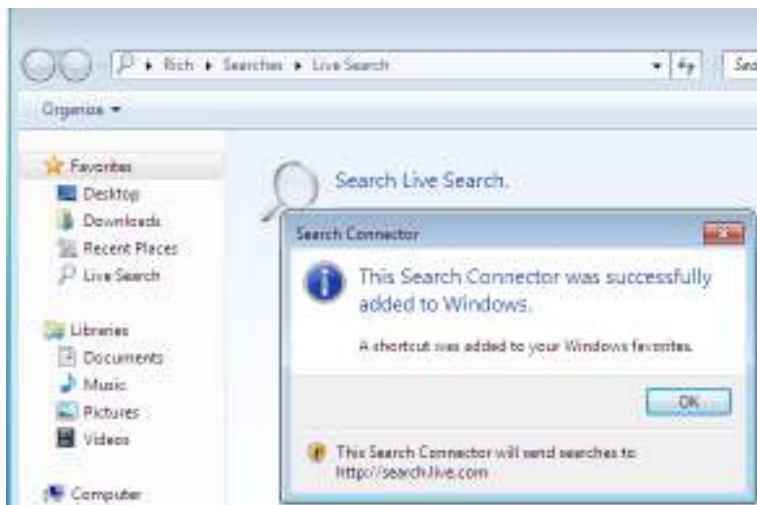 Rich Searches Live Search
Sea
Organize
Favorites
Desktop
Downloads
Recent Places
Live Search
Libraries
Documents
Music
Pictures
Videos
Computer
Search Live Search.
Search Connector
This Search Connector was successfully
added to Windows.
A shortcut was added to your Windows favorites.
OK
This Search Connector will send searches to:
http://search.live.com